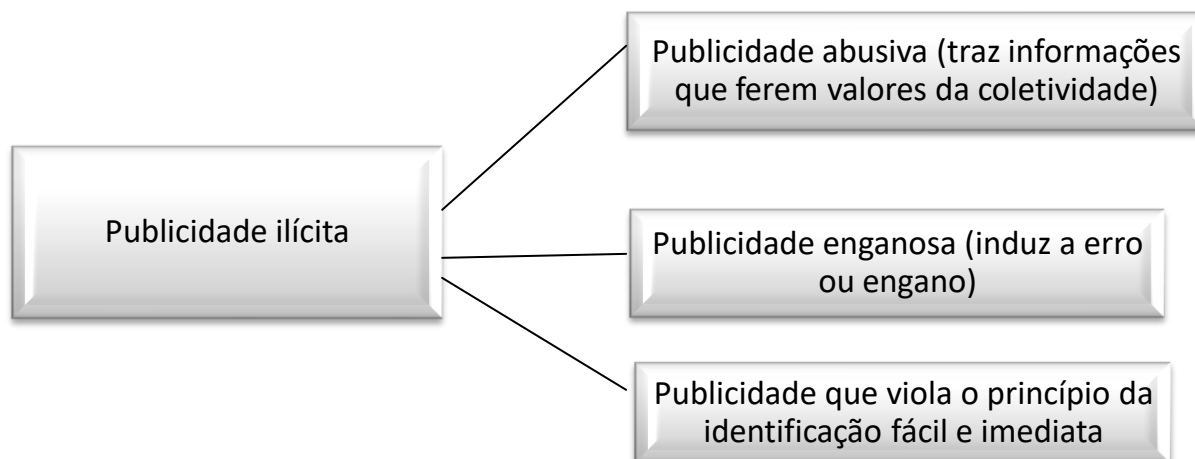 Publicidade abusiva (traz informações
que ferem valores da coletividade)
Publicidade ilícita
Publicidade enganosa (induz a erro
ou engano)
Publicidade que viola o princípio da
identificação fácil e imediata